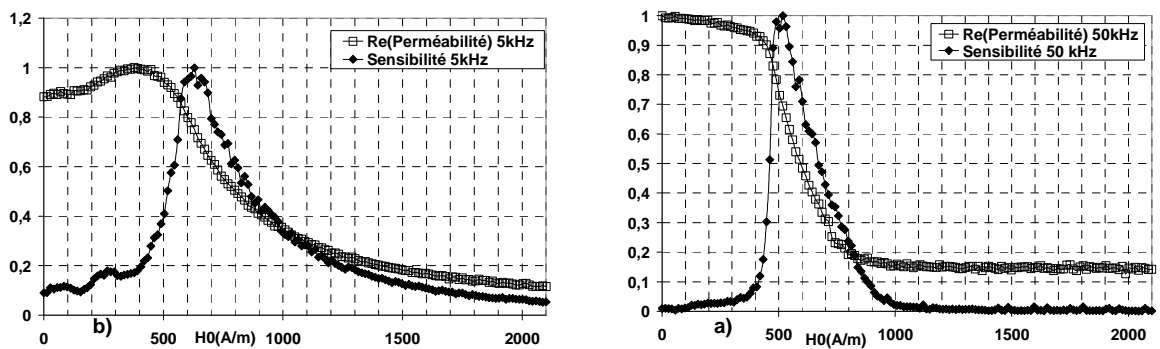 1,2
1
0,8
0,6
0,4
0,2
0
Re(Perméabilité) 5kHz
Sensibilité 5kHz
0 500 1000 1500 2000
b)
H0(A/m)
1
0,9
0,8
0,7
0,6
0,5
0,4
0,3
0,2
0,1
0
Re(Perméabilité) 50kHz
Sensibilité 50 kHz
0 500 1000 1500 2000
a)
H0(A/m)